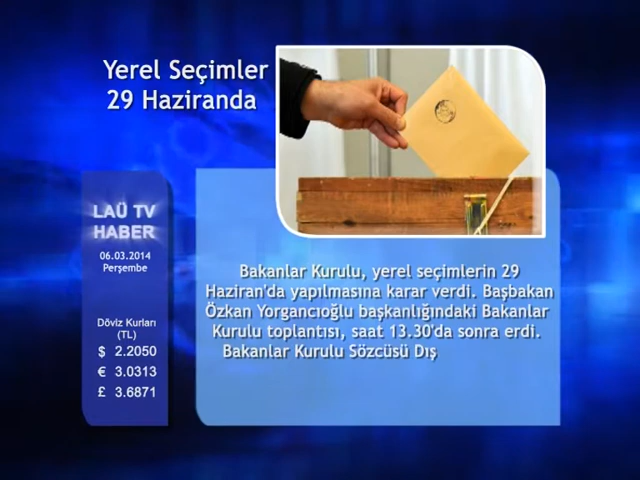 Yerel Seçimler
29 Haziranda
LAÜ TV
HABER
06.03.2014
Perşembe
Döviz Kurları
(TL)
$ 2.2050
€ 3.0313
£ 3.6871
Bakanlar Kurulu, yerel seçimlerin 29
Haziran'da yapılmasına karar verdi. Başbakan
Özkan Yorgancıoğlu başkanlığındaki Bakanlar
Kurulu toplantısı, saat 13.30'da sonra erdi.
Bakanlar Kurulu Sözcüsü Dış